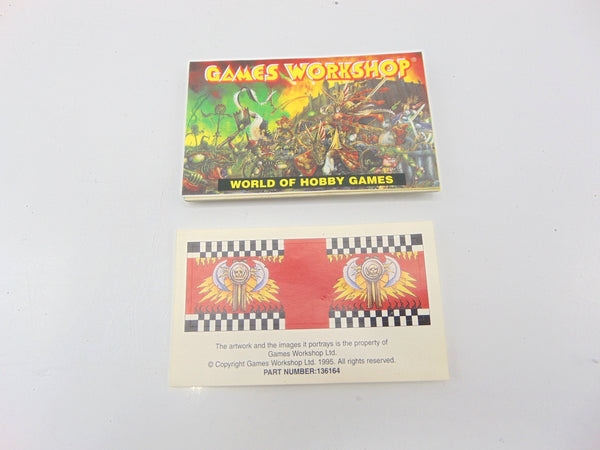 GAMES WORKSHOP®
WORLD OF HOBBY GAMES
The artwork and the images it portrays is the property of
Games Workshop Ltd.
© Copyright Games Workshop Ltd. 1995. All rights reserved.
PART NUMBER:136164